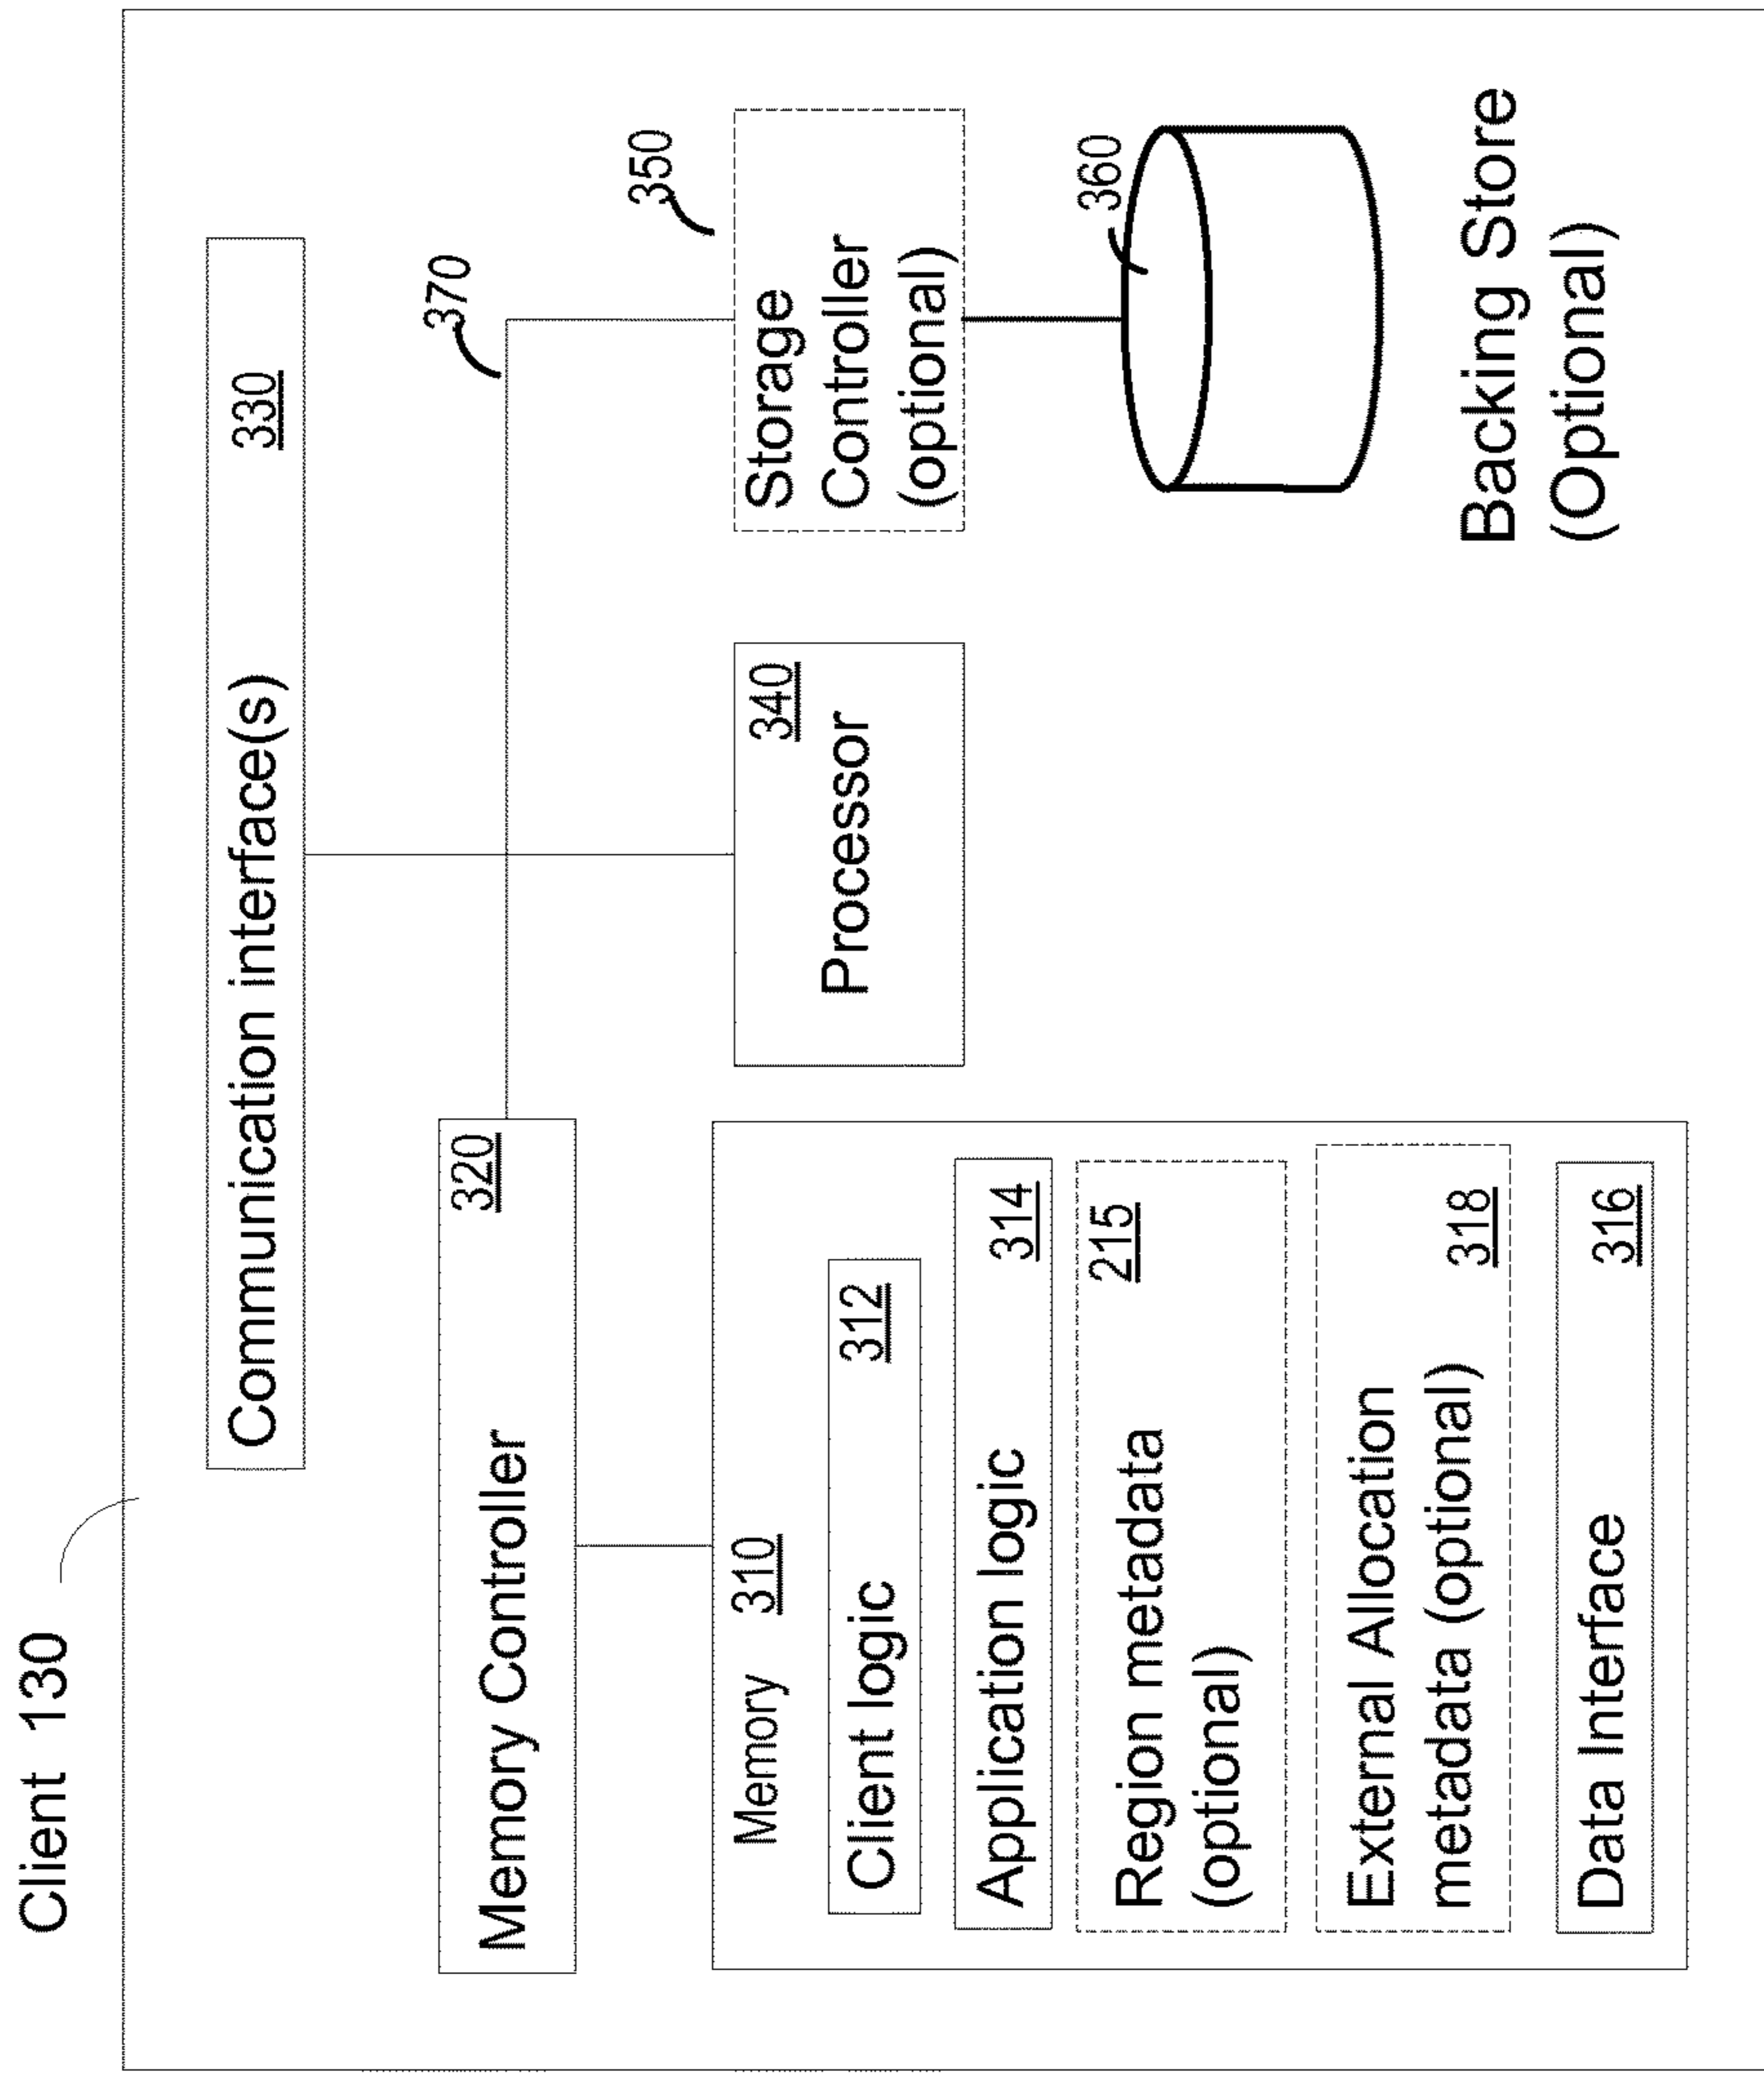 Client 130
Communication interface(s) 330
370
Memory Controller 320
350
Storage
Controller
(optional)
340
Processor
360
Backing Store
(Optional)
Memory 310
Client logic 312
Application logic 314
Region metadata 215
(optional)
External Allocation
metadata (optional) 318
Data Interface 316